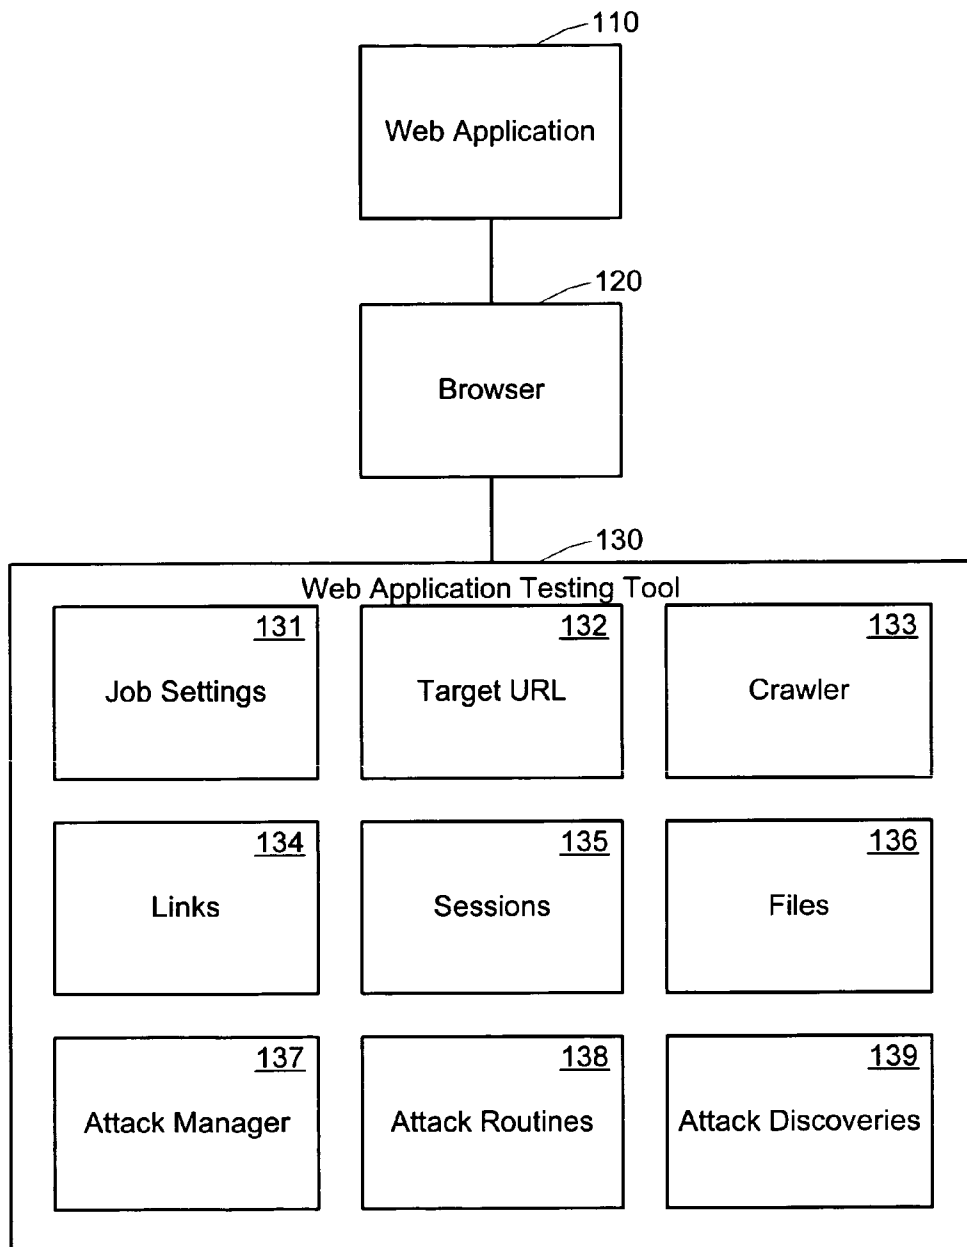 110
Web Application
120
Browser
130
Web Application Testing Tool
131
Job Settings
132
Target URL
133
Crawler
134
Links
135
Sessions
136
Files
137
Attack Manager
138
Attack Routines
139
Attack Discoveries